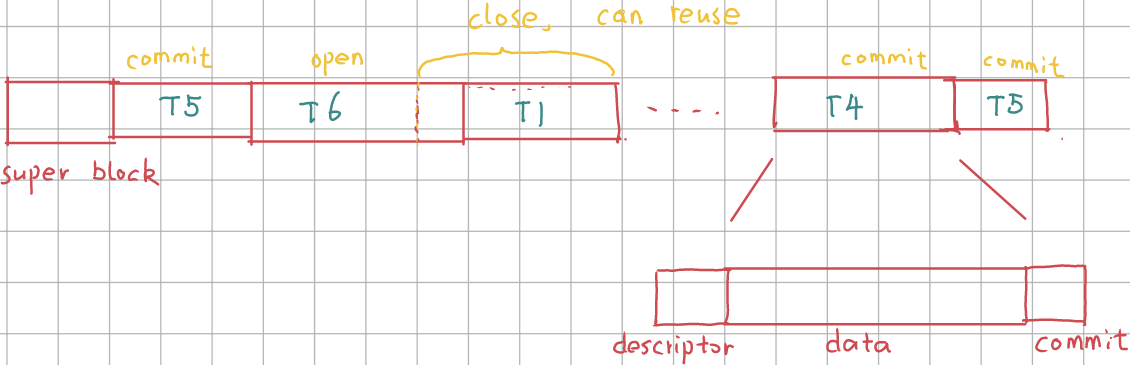 close, can reuse
commit open commit commit
T5 T6 T1 T4 T5
super block
descriptor data commit